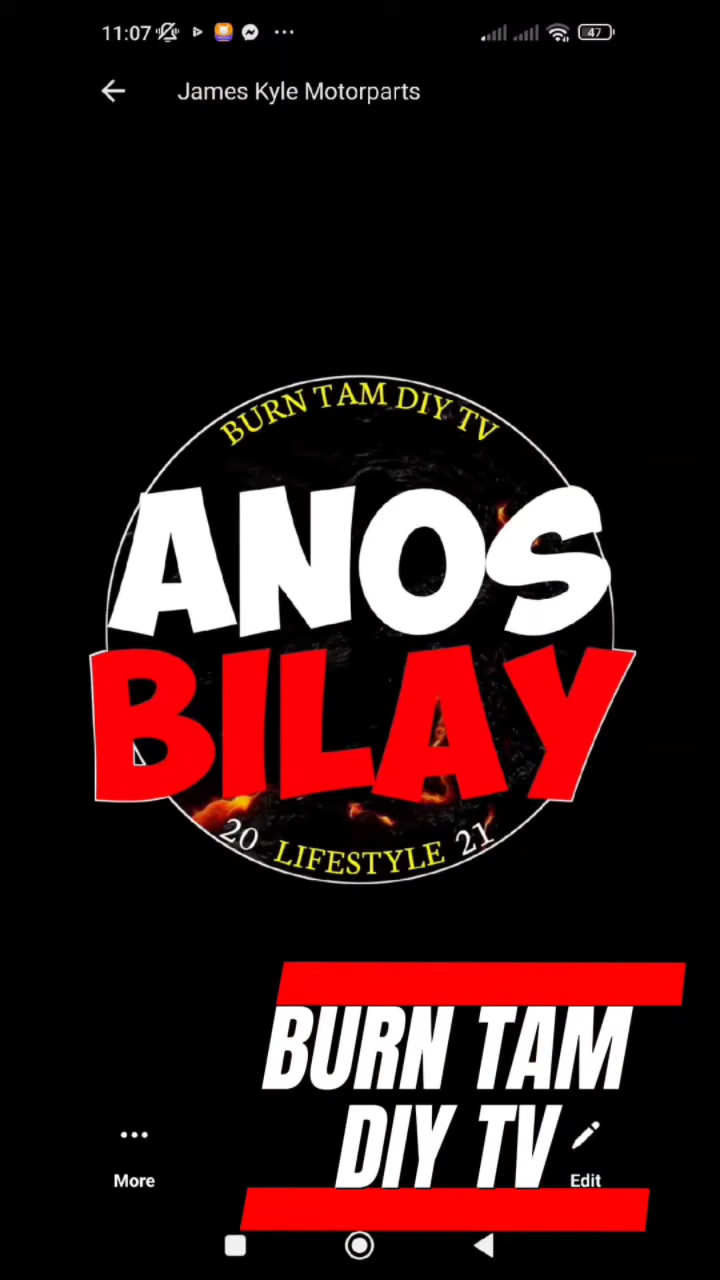 11:07
47
James Kyle Motorparts
BURN TAM DIY TV
ANOS
BILAY
20 LIFESTYLE 21
BURN TAM
DIY TV
More
Edit